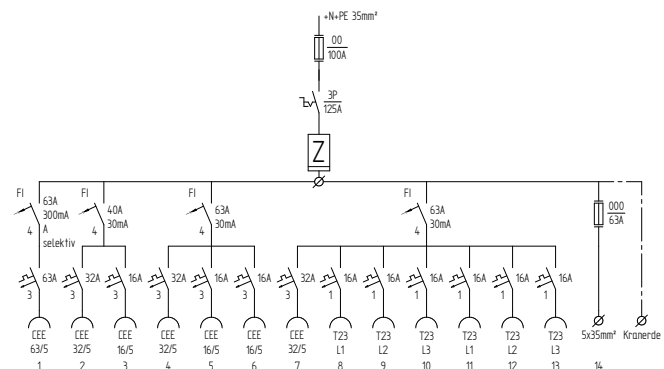 +N+PE 35mm²
00
100A
3P
125A
Z
FI
63A
300mA
A
selektiv
4
FI
40A
30mA
4
FI
63A
30mA
4
FI
63A
30mA
4
000
63A
63A
3
32A
3
16A
3
32A
3
16A
3
16A
3
32A
3
16A
1
16A
1
16A
1
16A
1
16A
1
16A
1
CEE
63/5
1
CEE
32/5
2
CEE
16/5
3
CEE
32/5
4
CEE
16/5
5
CEE
16/5
6
CEE
32/5
7
T23
L1
8
T23
L2
9
T23
L3
10
T23
L1
11
T23
L2
12
T23
L3
13
5x35mm²
14
Kranerde